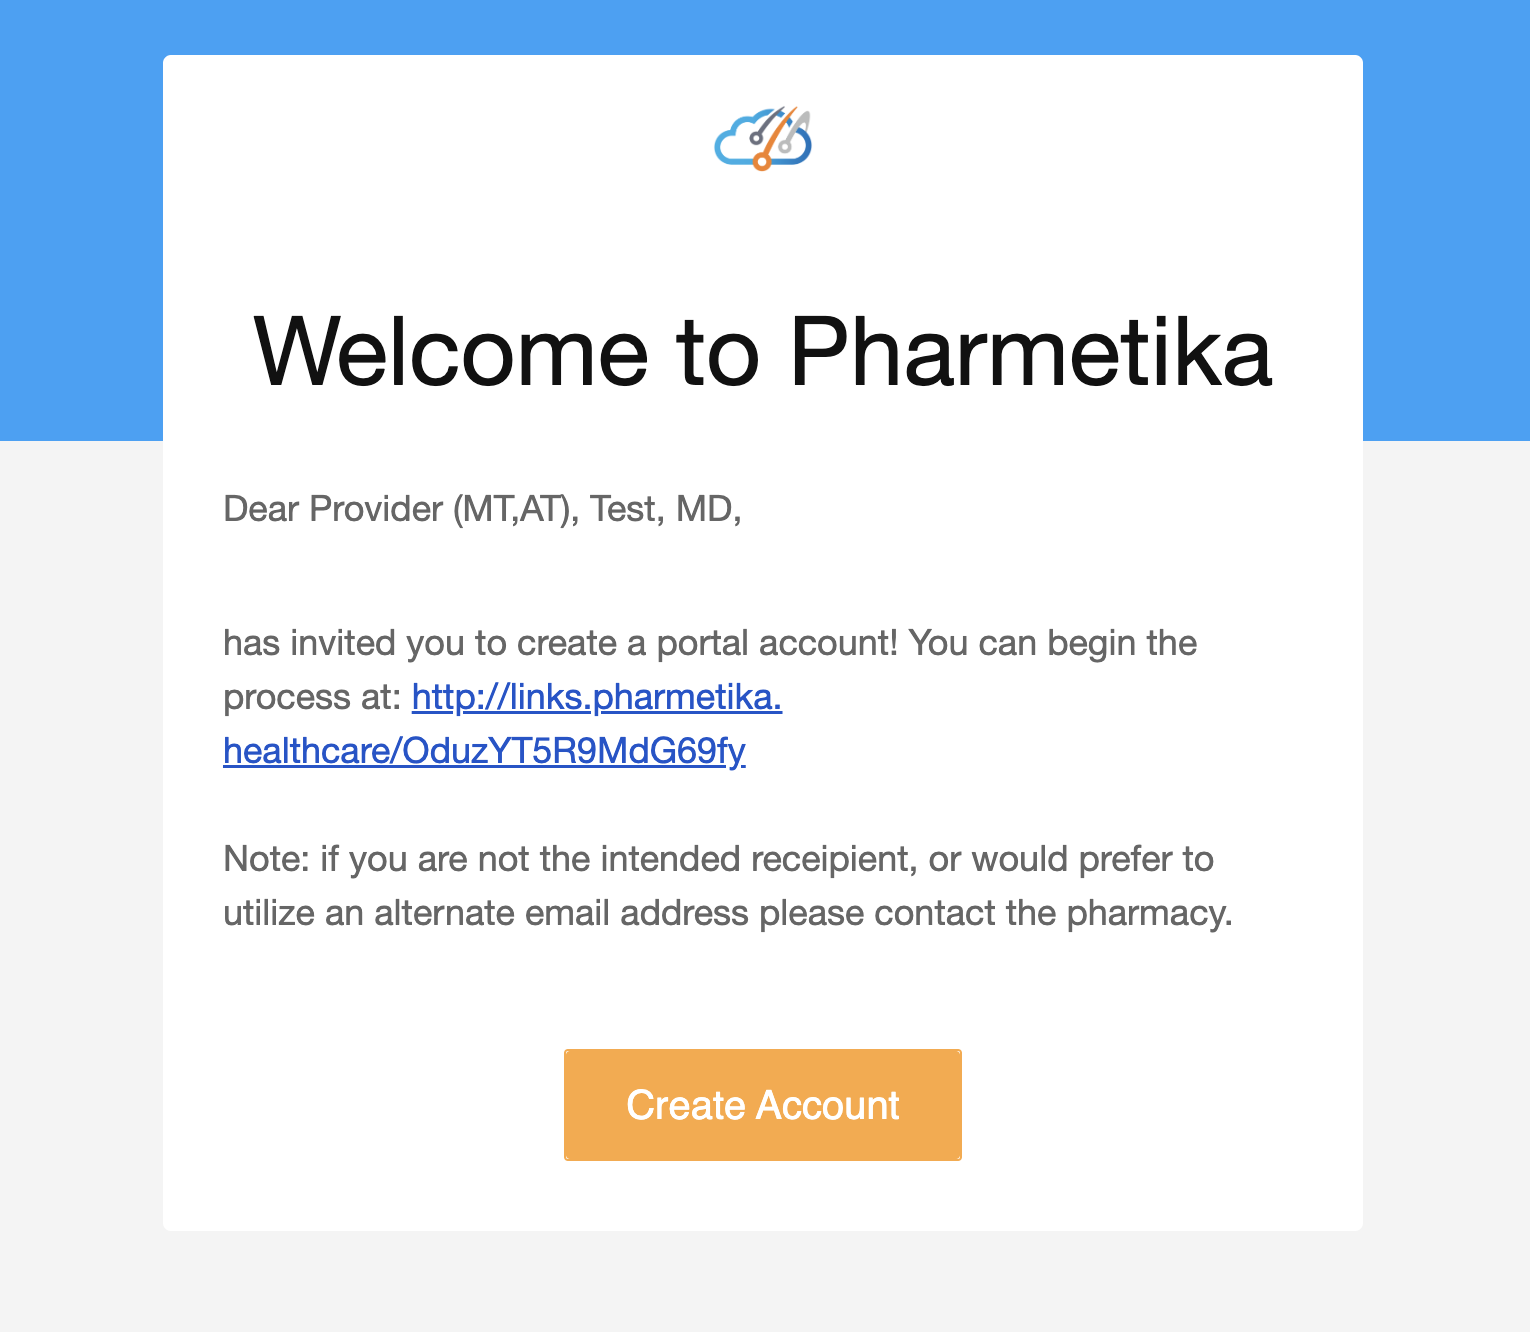 Welcome to Pharmetika
Dear Provider (MT,AT), Test, MD,
has invited you to create a portal account! You can begin the
process at: http://links.pharmetika.
healthcare/OduzYT5R9MdG69fy
Note: if you are not the intended receipient, or would prefer to
utilize an alternate email address please contact the pharmacy.
Create Account